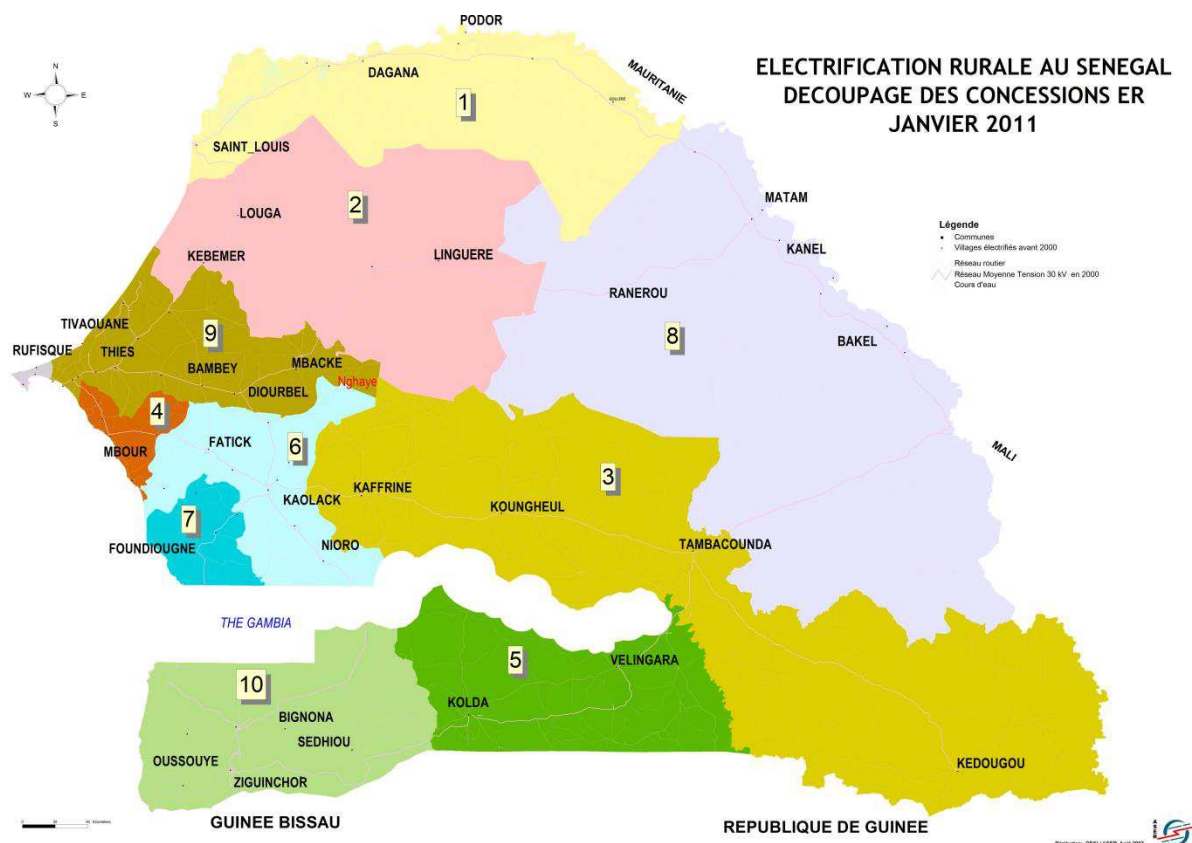 PODOR
ELECTRIFICATION RURALE AU SENEGAL
DECOUPAGE DES CONCESSIONS ER
JANVIER 2011
N
W
E
S
DAGANA
MAURITANIE
1
SAINT_LOUIS
2
LOUGA
MATAM
Légende
Communes
Villages électrifiés avant 2000
Réseau routier
Réseau Moyenne Tension 30 kV en 2000
Cours d'eau
KANEL
KEBEMER
LINGUERE
RANEROU
TIVAOUANE
9
8
RUFISQUE
THIES
BAKEL
BAMBEY
MBACKE
Nghaye
DIOURBEL
4
FATICK
6
MBOUR
MALI
3
KAFFRINE
KAOLACK
KOUNGHEUL
7
FOUNDIOUGNE
NIORO
TAMBACOUNDA
THE GAMBIA
5
VELINGARA
10
KOLDA
BIGNONA
SEDHIOU
OUSSOUYE
ZIGUINCHOR
KEDOUGOU
GUINEE BISSAU
REPUBLIQUE DE GUINEE
ASER